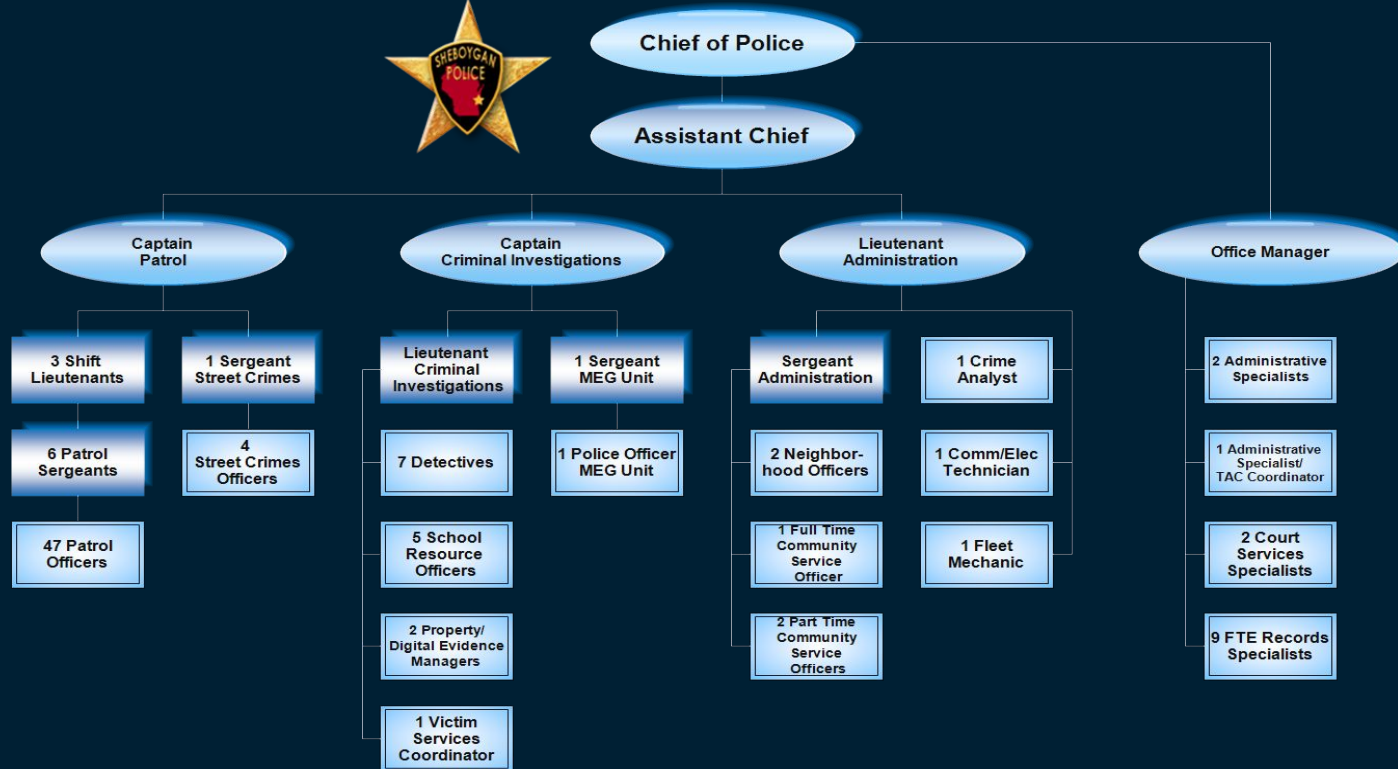 SHEBOYGAN
POLICE
Chief of Police
Assistant Chief
Captain
Patrol
Captain
Criminal Investigations
Lieutenant
Administration
Office Manager
3 Shift
Lieutenants
1 Sergeant
Street Crimes
Lieutenant
Criminal
Investigations
1 Sergeant
MEG Unit
Sergeant
Administration
1 Crime
Analyst
2 Administrative
Specialists
6 Patrol
Sergeants
4
Street Crimes
Officers
7 Detectives
1 Police Officer
MEG Unit
2 Neighbor-
hood Officers
1 Comm/Elec
Technician
1 Administrative
Specialist/
TAC Coordinator
47 Patrol
Officers
5 School
Resource
Officers
1 Full Time
Community
Service
Officer
1 Fleet
Mechanic
2 Court
Services
Specialists
2 Property/
Digital Evidence
Managers
2 Part Time
Community
Service
Officers
9 FTE Records
Specialists
1 Victim
Services
Coordinator